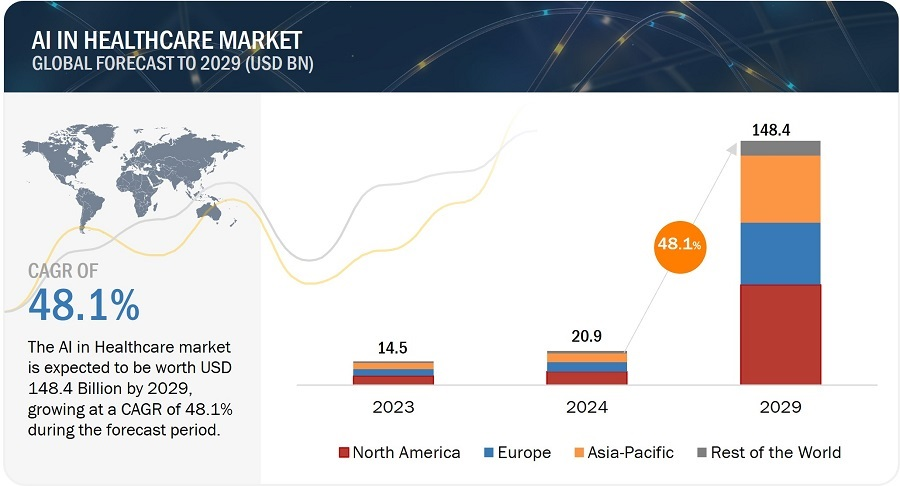 AI IN HEALTHCARE MARKET
GLOBAL FORECAST TO 2029 (USD BN)
CAGR OF
48.1%
The AI in Healthcare market
is expected to be worth USD
148.4 Billion by 2029,
growing at a CAGR of 48.1%
during the forecast period.
14.5
20.9
48.1%
148.4
2023
2024
2029
North America
Europe
Asia-Pacific
Rest of the World